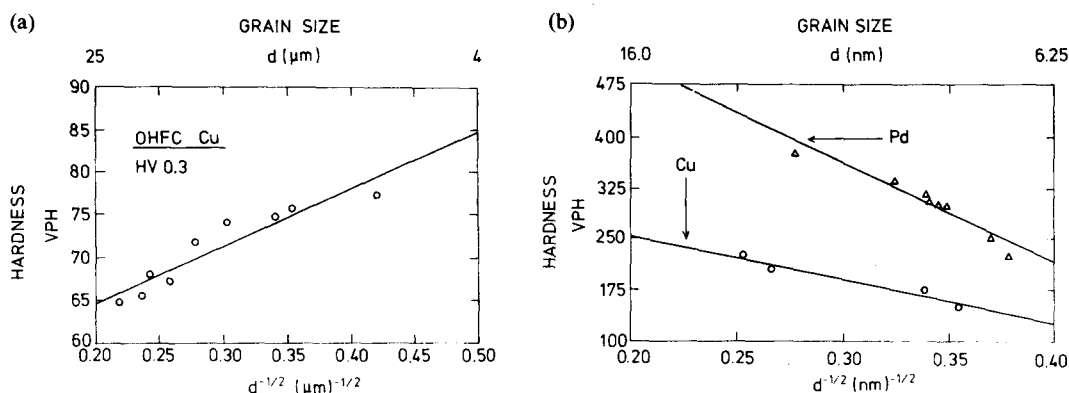 (a)
GRAIN SIZE
25 d (μm) 4
90
85
80
75
70
65
60
HARDNESS
VPH
OHFC Cu
HV 0.3
0.20 0.25 0.30 0.35 0.40 0.45 0.50
d-1/2 (μm)-1/2
(b)
GRAIN SIZE
16.0 d (nm) 6.25
475
400
325
250
175
100
HARDNESS
VPH
Pd
Cu
0.20 0.25 0.30 0.35 0.40
d-1/2 (nm)-1/2